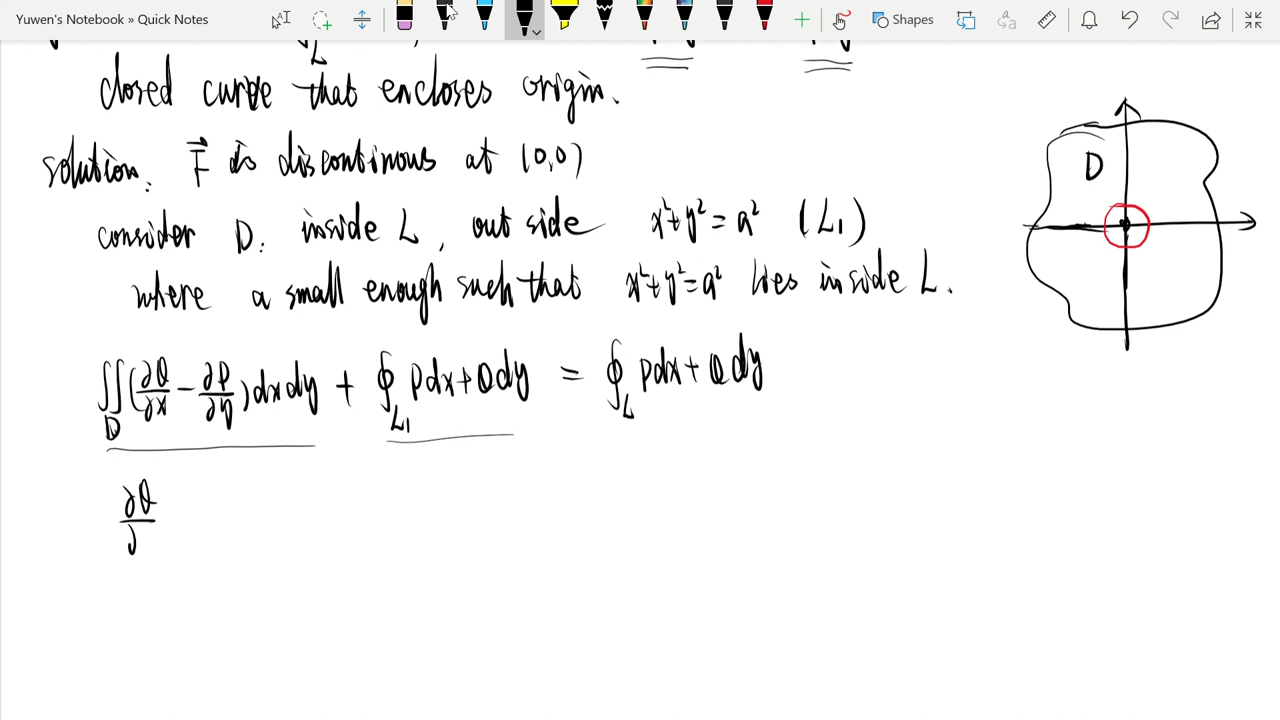 Yuwen's Notebook » Quick Notes
Shapes
L
closed curve that encloses origin.
solution. F⃗ is discontinous at (0,0)
consider D: inside L, out side x²+y²=a² (L₁)
where a small enough such that x²+y²=a² lies inside L.
∬_D (∂Q/∂x − ∂P/∂y) dxdy + ∮_L₁ Pdx+Qdy = ∮_L Pdx+Qdy
∂Q/∂
D